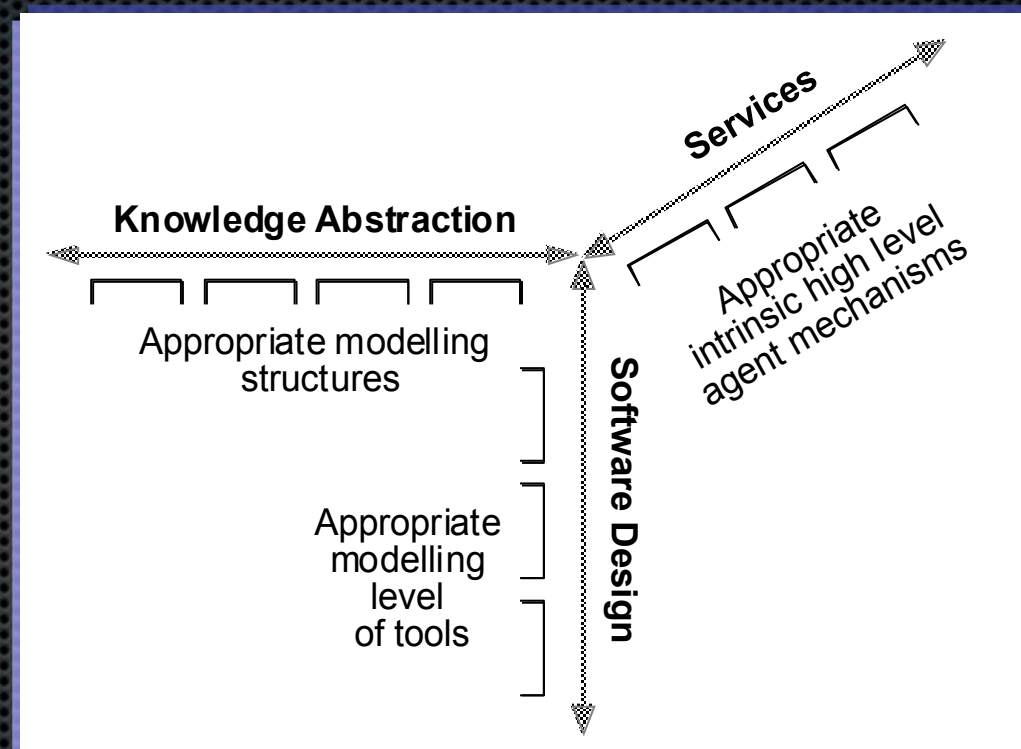 Services
Knowledge Abstraction
Appropriate
intrinsic high level
agent mechanisms
Appropriate modelling
structures
Software Design
Appropriate
modelling
level
of tools